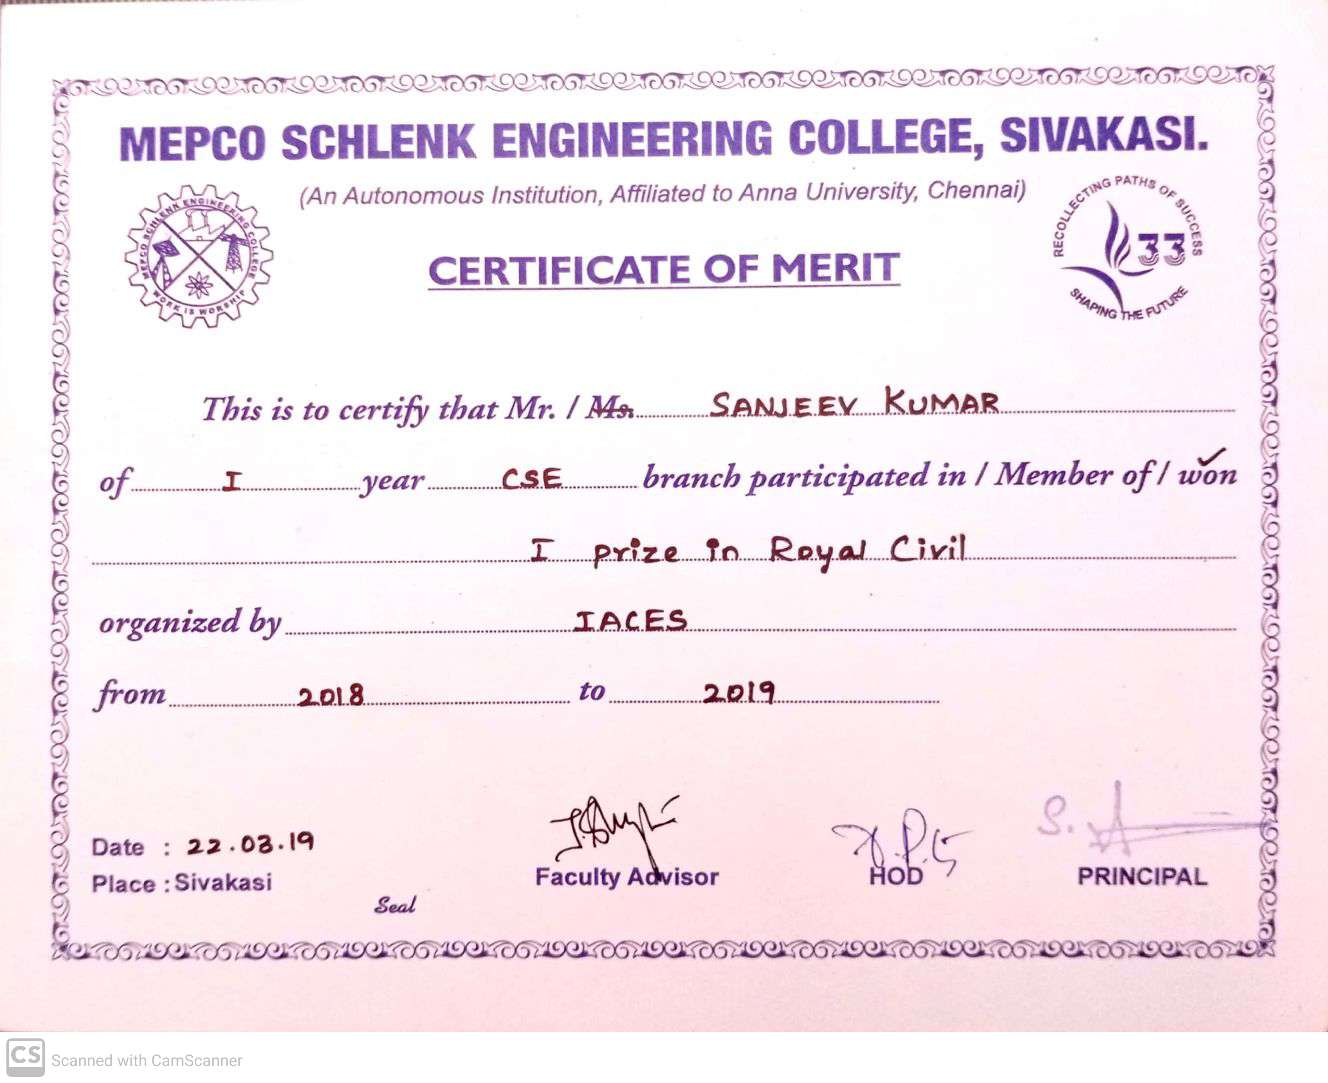 MEPCO SCHLENK ENGINEERING COLLEGE, SIVAKASI.
(An Autonomous Institution, Affiliated to Anna University, Chennai)
MEPCO SCHLENK ENGINEERING COLLEGE
WORK IS WORSHIP
RECOLLECTING PATHS OF SUCCESS
33
SHAPING THE FUTURE
CERTIFICATE OF MERIT
This is to certify that Mr. / Ms. SANJEEV KUMAR
of I year CSE branch participated in / Member of / won
I prize in Royal Civil
organized by IACES
from 2018 to 2019
Date : 22.03.19
Place : Sivakasi
Seal
Faculty Advisor
HOD
PRINCIPAL
CS Scanned with CamScanner